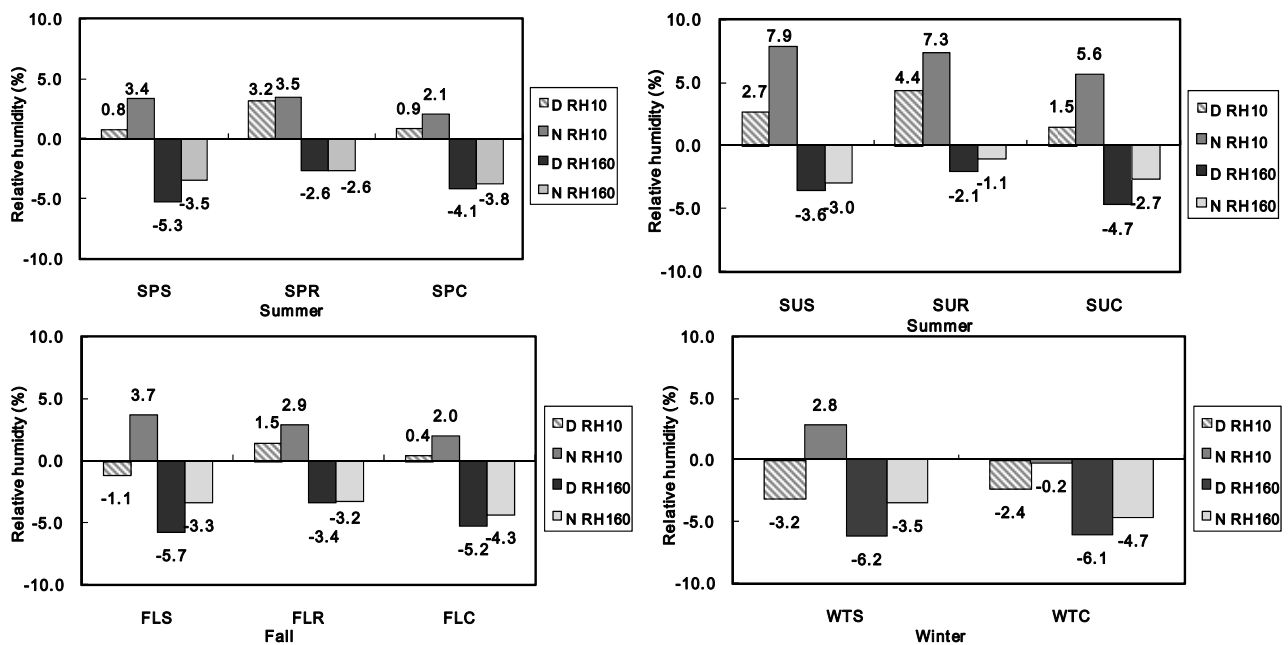 10.0
5.0
0.0
-5.0
-10.0
Relative humidity (%)
0.8
3.4
-5.3
-3.5
3.2
3.5
-2.6
-2.6
0.9
2.1
-4.1
-3.8
SPS SPR SPC
Summer
D RH10
N RH10
D RH160
N RH160
10.0
5.0
0.0
-5.0
-10.0
Relative humidity (%)
2.7
7.9
-3.6
-3.0
4.4
7.3
-2.1
-1.1
1.5
5.6
-4.7
-2.7
SUS SUR SUC
Summer
D RH10
N RH10
D RH160
N RH160
10.0
5.0
0.0
-5.0
-10.0
Relative humidity (%)
-1.1
3.7
-5.7
-3.3
1.5
2.9
-3.4
-3.2
0.4
2.0
-5.2
-4.3
FLS FLR FLC
Fall
D RH10
N RH10
D RH160
N RH160
10.0
5.0
0.0
-5.0
-10.0
Relative humidity (%)
-3.2
2.8
-6.2
-3.5
-2.4
-0.2
-6.1
-4.7
WTS WTC
Winter
D RH10
N RH10
D RH160
N RH160